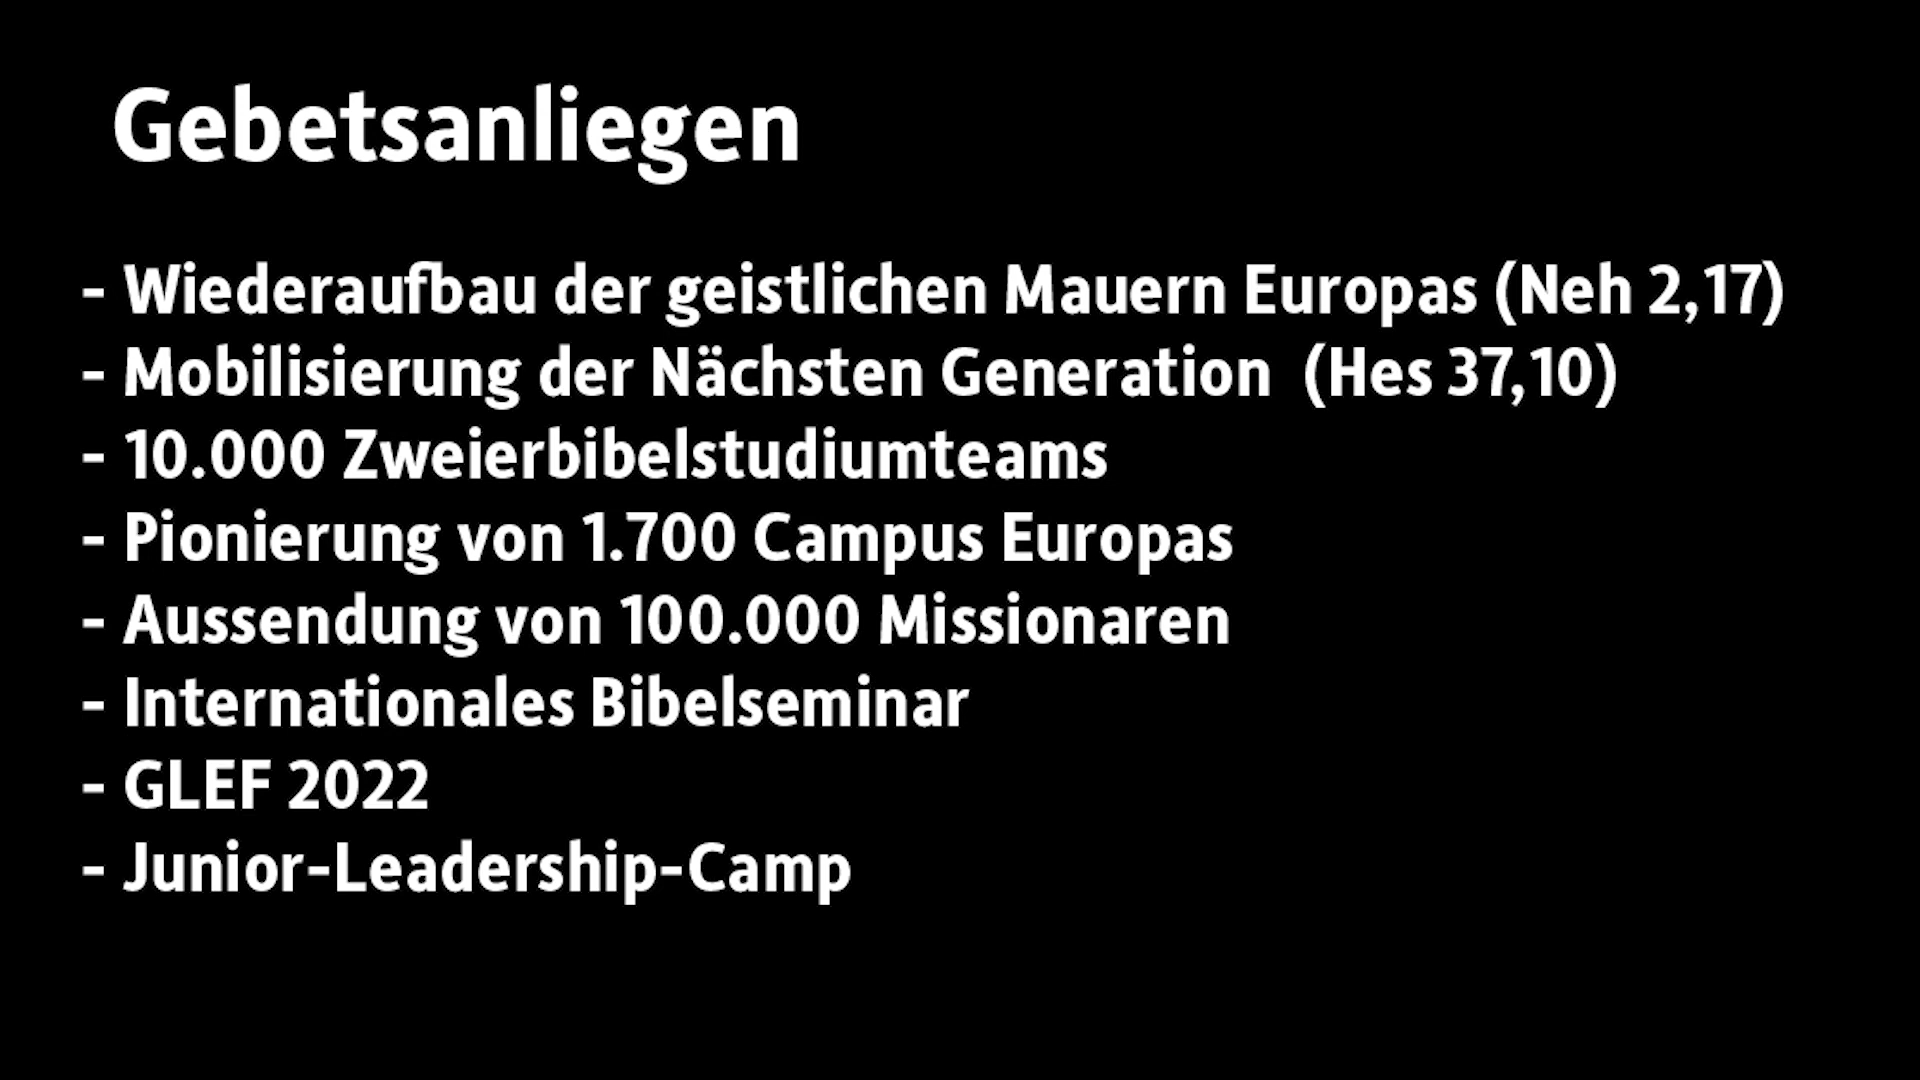 Gebetsanliegen
- Wiederaufbau der geistlichen Mauern Europas (Neh 2,17)
- Mobilisierung der Nächsten Generation  (Hes 37,10)
- 10.000 Zweierbibelstudiumteams
- Pionierung von 1.700 Campus Europas
- Aussendung von 100.000 Missionaren
- Internationales Bibelseminar
- GLEF 2022
- Junior-Leadership-Camp